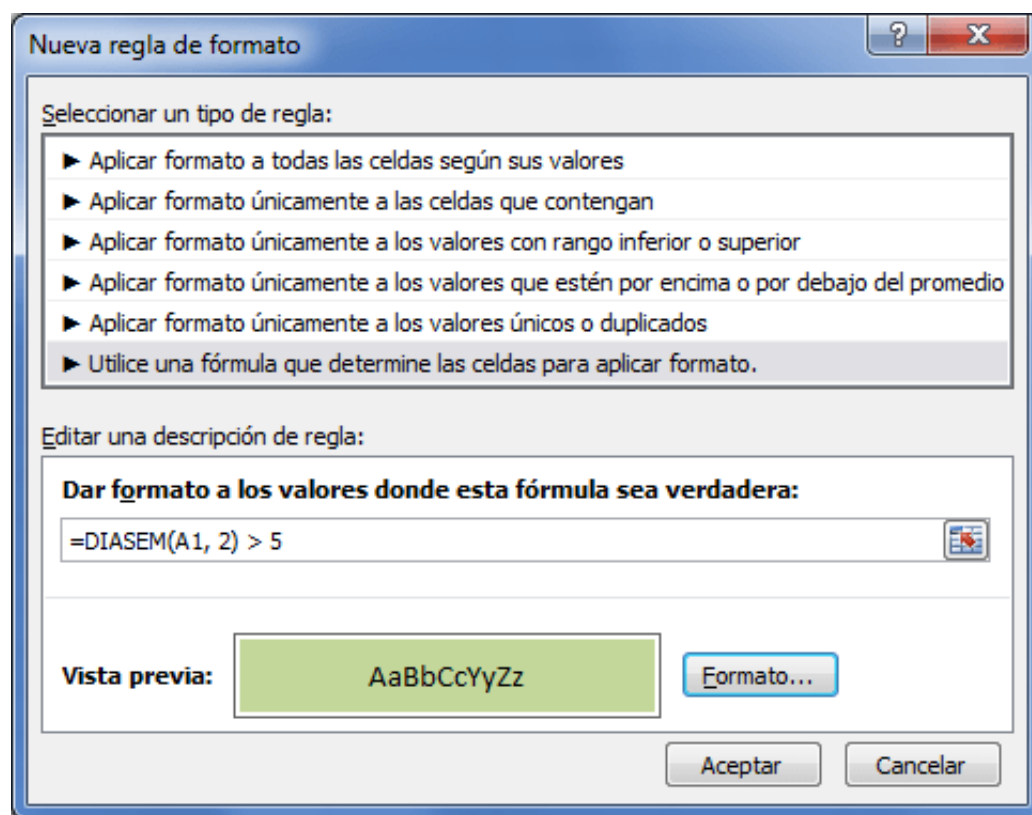 Nueva regla de formato
Seleccionar un tipo de regla:
► Aplicar formato a todas las celdas según sus valores
► Aplicar formato únicamente a las celdas que contengan
► Aplicar formato únicamente a los valores con rango inferior o superior
► Aplicar formato únicamente a los valores que estén por encima o por debajo del promedio
► Aplicar formato únicamente a los valores únicos o duplicados
► Utilice una fórmula que determine las celdas para aplicar formato.
Editar una descripción de regla:
Dar formato a los valores donde esta fórmula sea verdadera:
=DIASEM(A1, 2) > 5
Vista previa: AaBbCcYyZz Formato...
Aceptar Cancelar